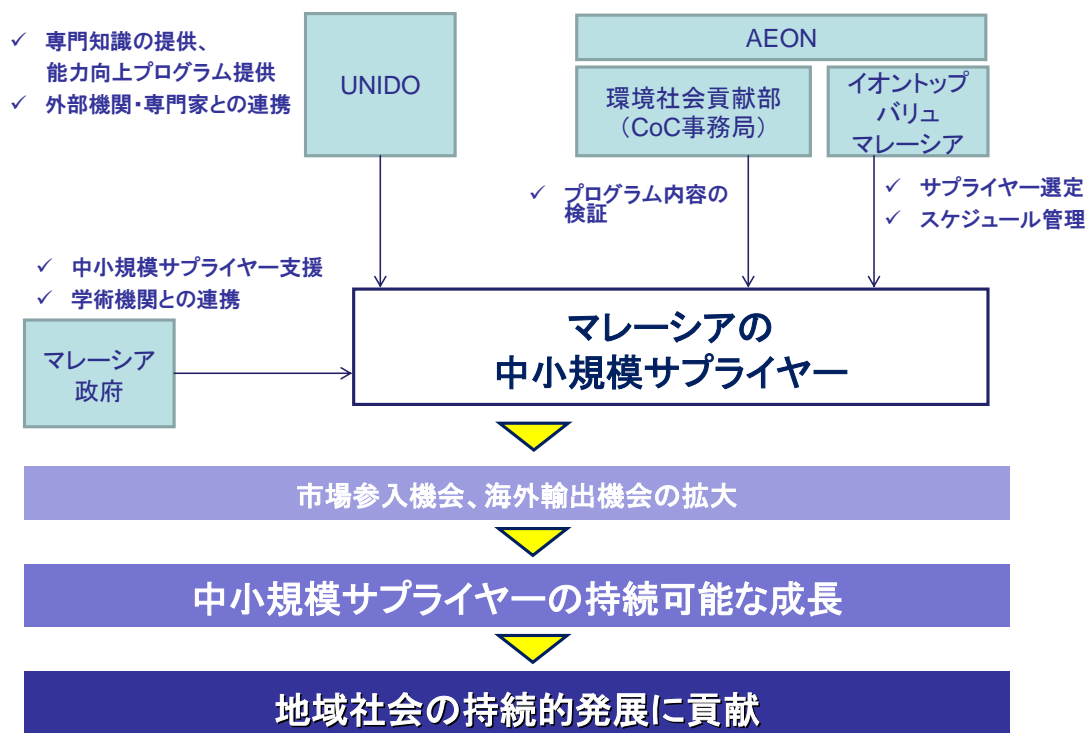 ✓ 専門知識の提供、
能力向上プログラム提供
✓ 外部機関・専門家との連携
UNIDO
AEON
環境社会貢献部
（CoC事務局）
イオントップ
バリュ
マレーシア
✓ プログラム内容の
検証
✓ サプライヤー選定
✓ スケジュール管理
✓ 中小規模サプライヤー支援
✓ 学術機関との連携
マレーシア
政府
マレーシアの
中小規模サプライヤー
市場参入機会、海外輸出機会の拡大
中小規模サプライヤーの持続可能な成長
地域社会の持続的発展に貢献